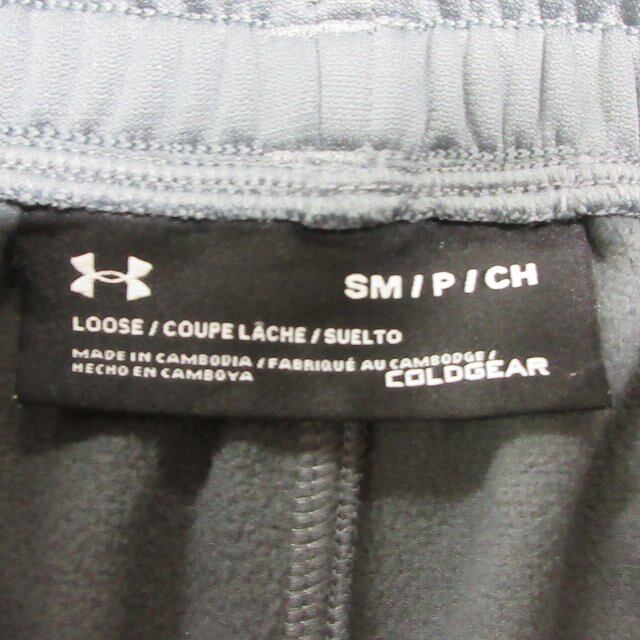 SM / P / CH
LOOSE / COUPE LÂCHE / SUELTO
MADE IN CAMBODIA / FABRIQUÉ AU CAMBODGE /
HECHO EN CAMBOYA
COLDGEAR